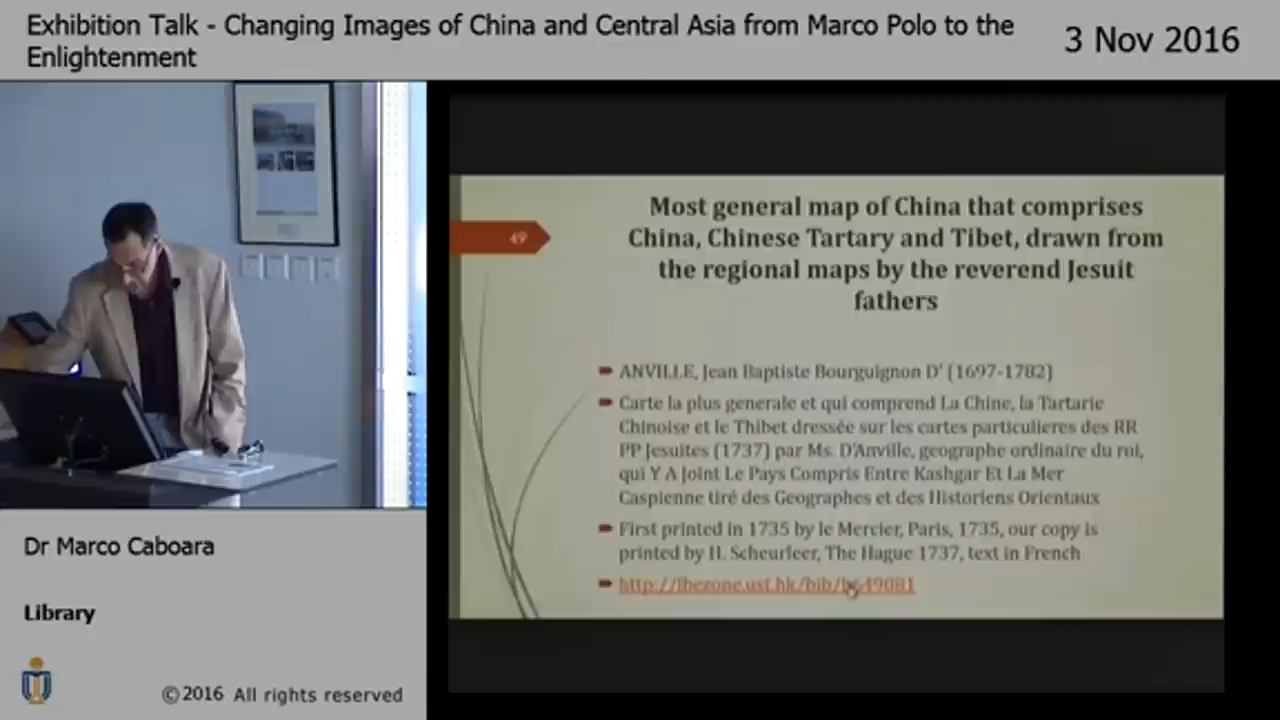 Exhibition Talk - Changing Images of China and Central Asia from Marco Polo to the
Enlightenment
3 Nov 2016
49
Most general map of China that comprises
China, Chinese Tartary and Tibet, drawn from
the regional maps by the reverend Jesuit
fathers
ANVILLE, Jean Baptiste Bourguignon D' (1697-1782)
Carte la plus generale et qui comprend La Chine, la Tartarie
Chinoise et le Thibet dressée sur les cartes particulieres des RR
PP Jesuites (1737) par Ms. D'Anville, geographe ordinaire du roi,
qui Y A Joint Le Pays Compris Entre Kashgar Et La Mer
Caspienne tiré des Geographes et des Historiens Orientaux
First printed in 1735 by le Mercier, Paris, 1735, our copy is
printed by H. Scheurleer, The Hague 1737, text in French
Dr Marco Caboara
Library
©2016 All rights reserved